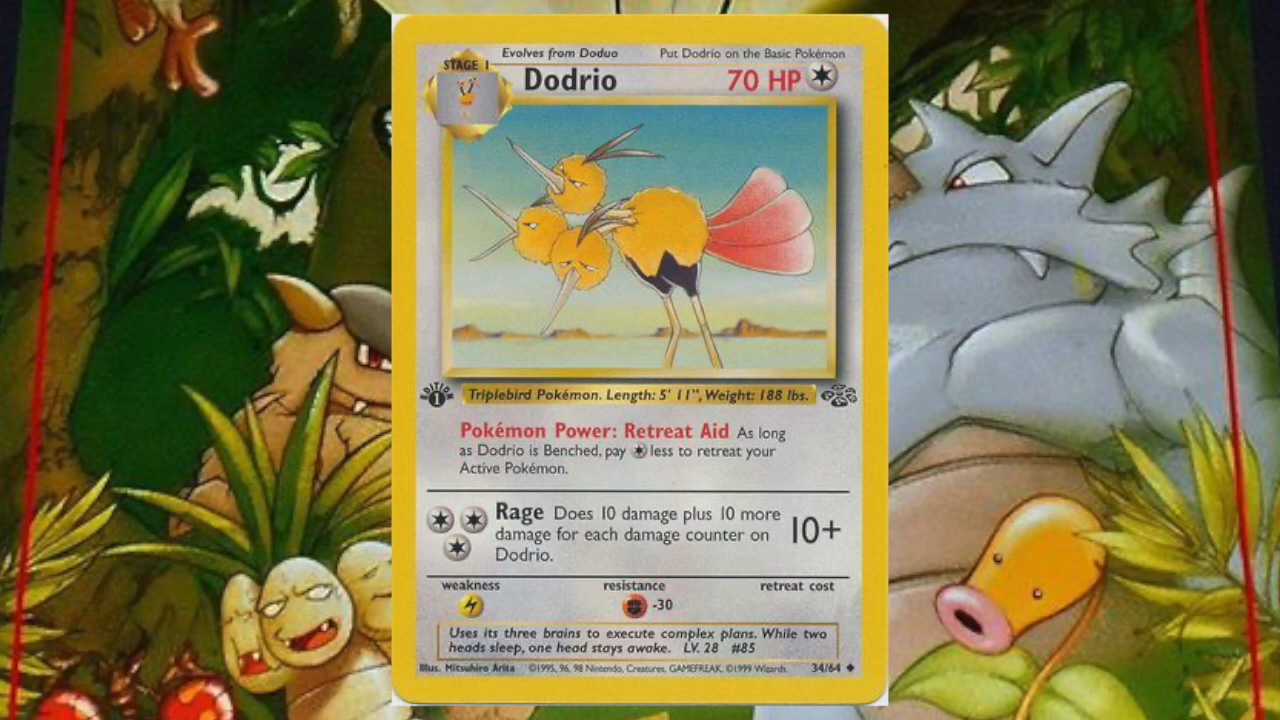 Evolves from Doduo Put Dodrio on the Basic Pokémon
STAGE 1
Dodrio 70 HP
EDITION 1
Triplebird Pokémon. Length: 5' 11", Weight: 188 lbs.
Pokémon Power: Retreat Aid As long
as Dodrio is Benched, pay less to retreat your
Active Pokémon.
Rage Does 10 damage plus 10 more
damage for each damage counter on
Dodrio.
10+
weakness resistance retreat cost
-30
Uses its three brains to execute complex plans. While two
heads sleep, one head stays awake. LV. 28 #85
Illus. Mitsuhiro Arita ©1995, 96, 98 Nintendo, Creatures, GAMEFREAK. ©1999 Wizards. 34/64